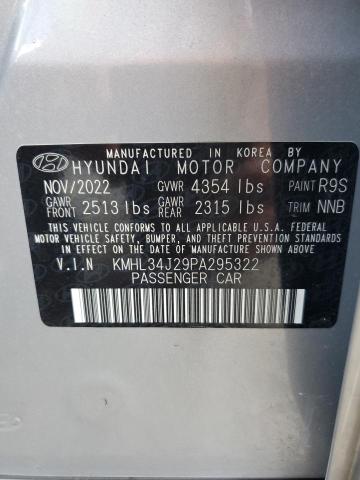 MANUFACTURED IN KOREA BY
HYUNDAI MOTOR COMPANY
NOV/2022 GVWR 4354 lbs PAINT R9S
GAWR FRONT 2513 lbs GAWR REAR 2315 lbs TRIM NNB
THIS VEHICLE CONFORMS TO ALL APPLICABLE FEDERAL
MOTOR VEHICLE SAFETY, BUMPER, AND THEFT PREVENTION
STANDARDS IN EFFECT ON THE DATE OF MANUFACTURE SHOWN ABOVE.
V.I.N KMHL34J29PA295322
PASSENGER CAR